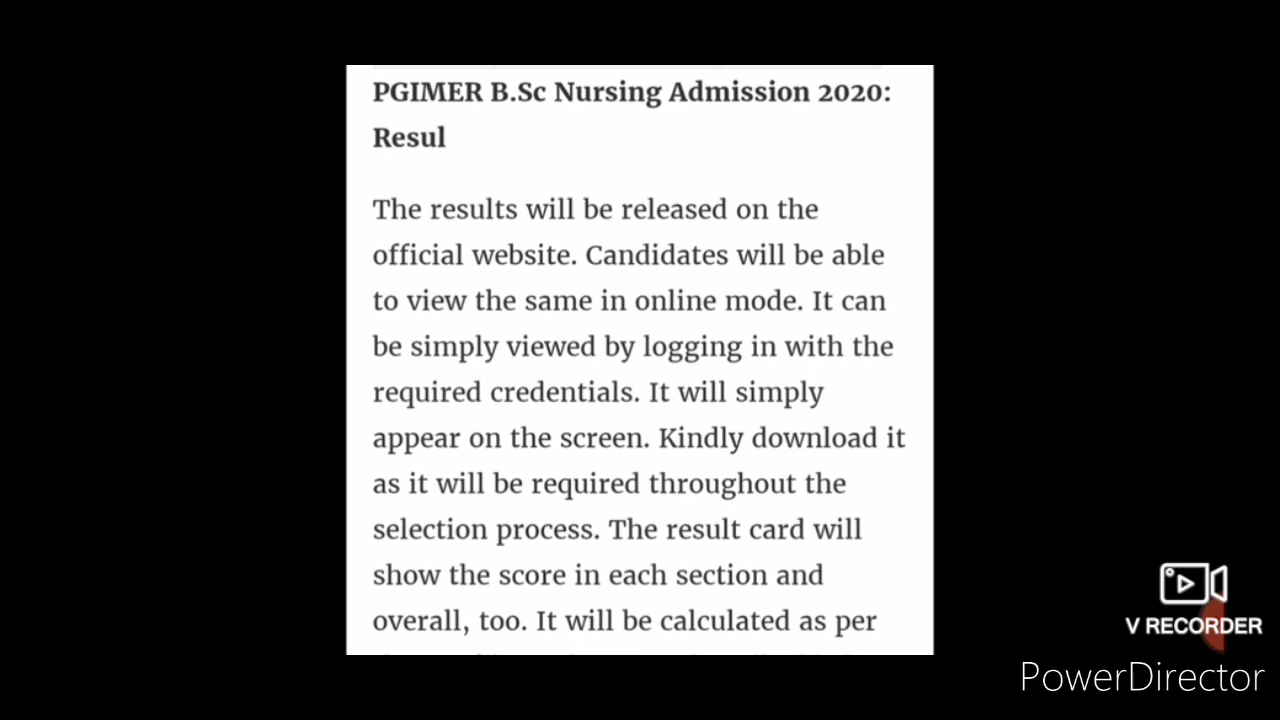 PGIMER B.Sc Nursing Admission 2020:
Resul
The results will be released on the
official website. Candidates will be able
to view the same in online mode. It can
be simply viewed by logging in with the
required credentials. It will simply
appear on the screen. Kindly download it
as it will be required throughout the
selection process. The result card will
show the score in each section and
overall, too. It will be calculated as per
V RECORDER
PowerDirector